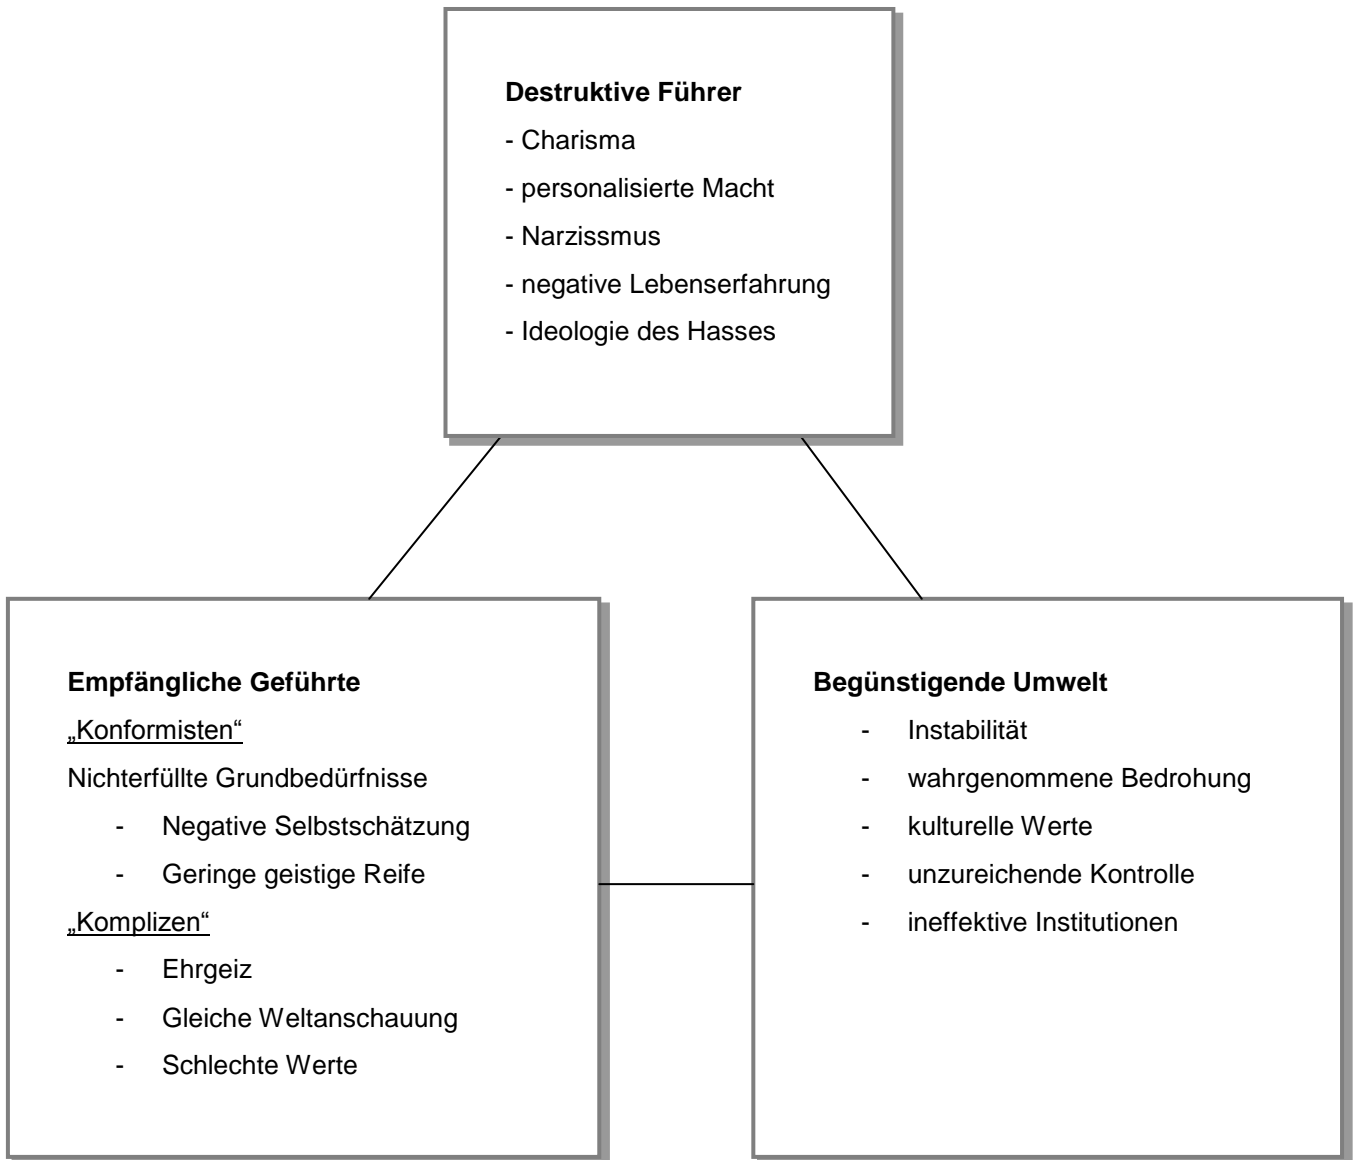 Destruktive Führer
- Charisma
- personalisierte Macht
- Narzissmus
- negative Lebenserfahrung
- Ideologie des Hasses
Empfängliche Geführte
„Konformisten“
Nichterfüllte Grundbedürfnisse
- Negative Selbstschätzung
- Geringe geistige Reife
„Komplizen“
- Ehrgeiz
- Gleiche Weltanschauung
- Schlechte Werte
Begünstigende Umwelt
- Instabilität
- wahrgenommene Bedrohung
- kulturelle Werte
- unzureichende Kontrolle
- ineffektive Institutionen